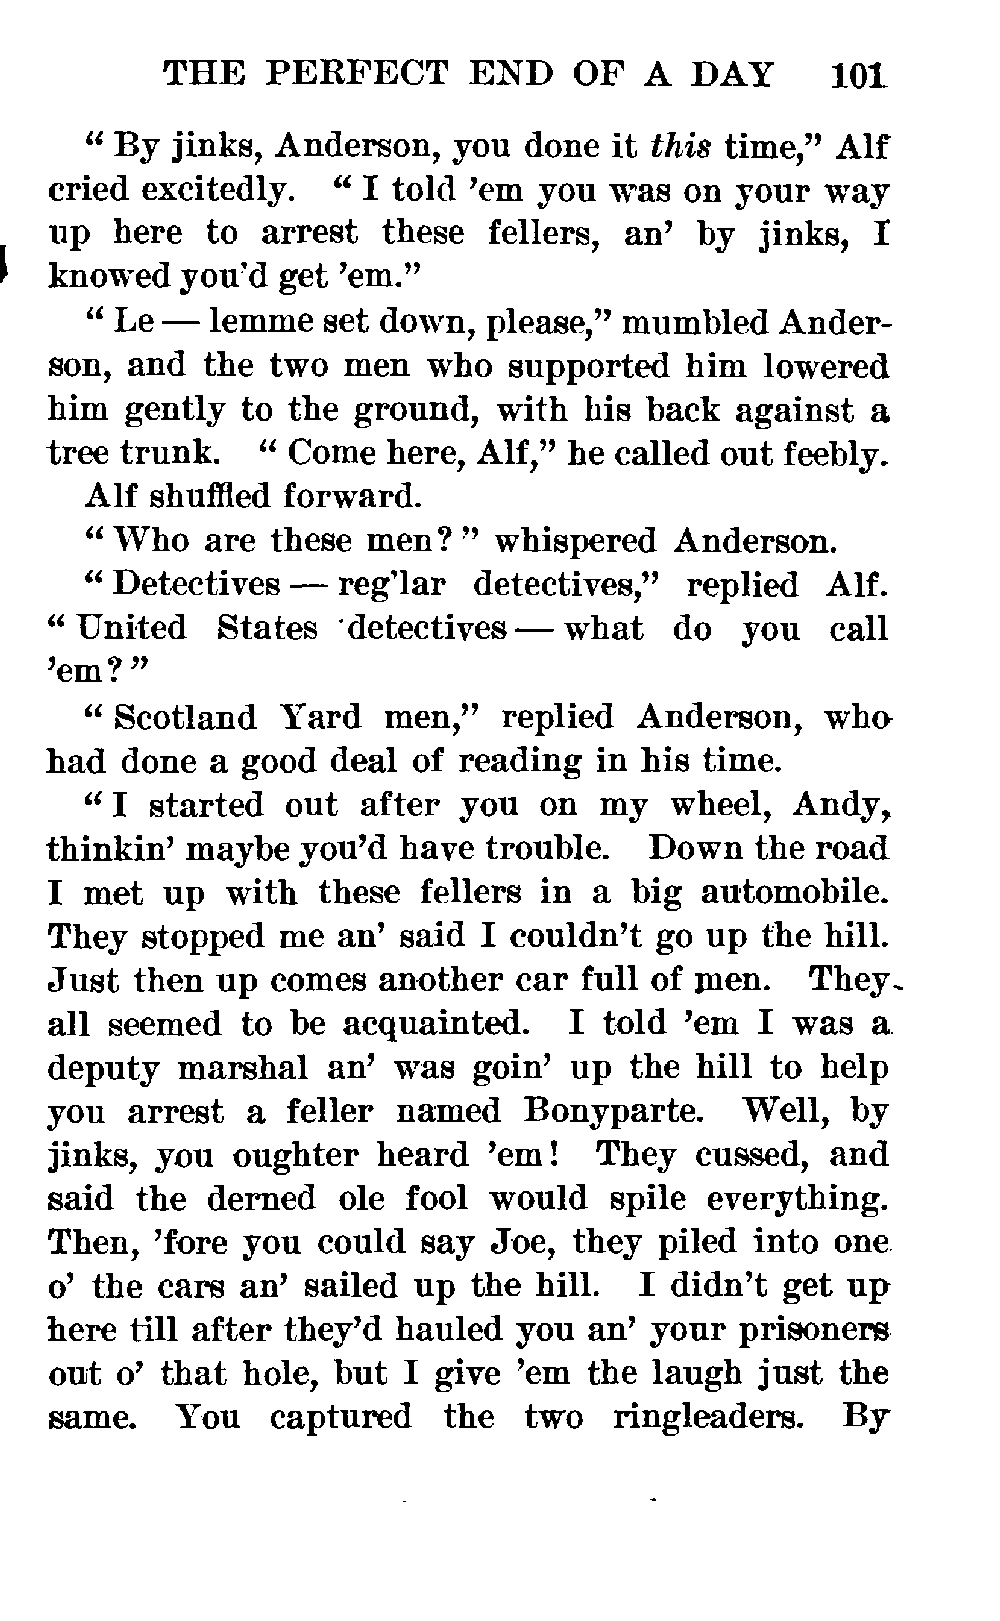 THE PERFECT END OF A DAY 101
“ By jinks, Anderson, you done it this time,” Alf
cried excitedly. “ I told ’em you was on your way
up here to arrest these fellers, an’ by jinks, I
knowed you’d get ’em.”
“ Le — lemme set down, please,” mumbled Ander-
son, and the two men who supported him lowered
him gently to the ground, with his back against a
tree trunk. “ Come here, Alf,” he called out feebly.
Alf shuffled forward.
“ Who are these men? ” whispered Anderson.
“ Detectives — reg’lar detectives,” replied Alf.
“ United States detectives — what do you call
’em? ”
“ Scotland Yard men,” replied Anderson, who
had done a good deal of reading in his time.
“ I started out after you on my wheel, Andy,
thinkin’ maybe you’d have trouble. Down the road
I met up with these fellers in a big automobile.
They stopped me an’ said I couldn’t go up the hill.
Just then up comes another car full of men. They
all seemed to be acquainted. I told ’em I was a
deputy marshal an’ was goin’ up the hill to help
you arrest a feller named Bonyparte. Well, by
jinks, you oughter heard ’em! They cussed, and
said the derned ole fool would spile everything.
Then, ’fore you could say Joe, they piled into one
o’ the cars an’ sailed up the hill. I didn’t get up
here till after they’d hauled you an’ your prisoners
out o’ that hole, but I give ’em the laugh just the
same. You captured the two ringleaders. By